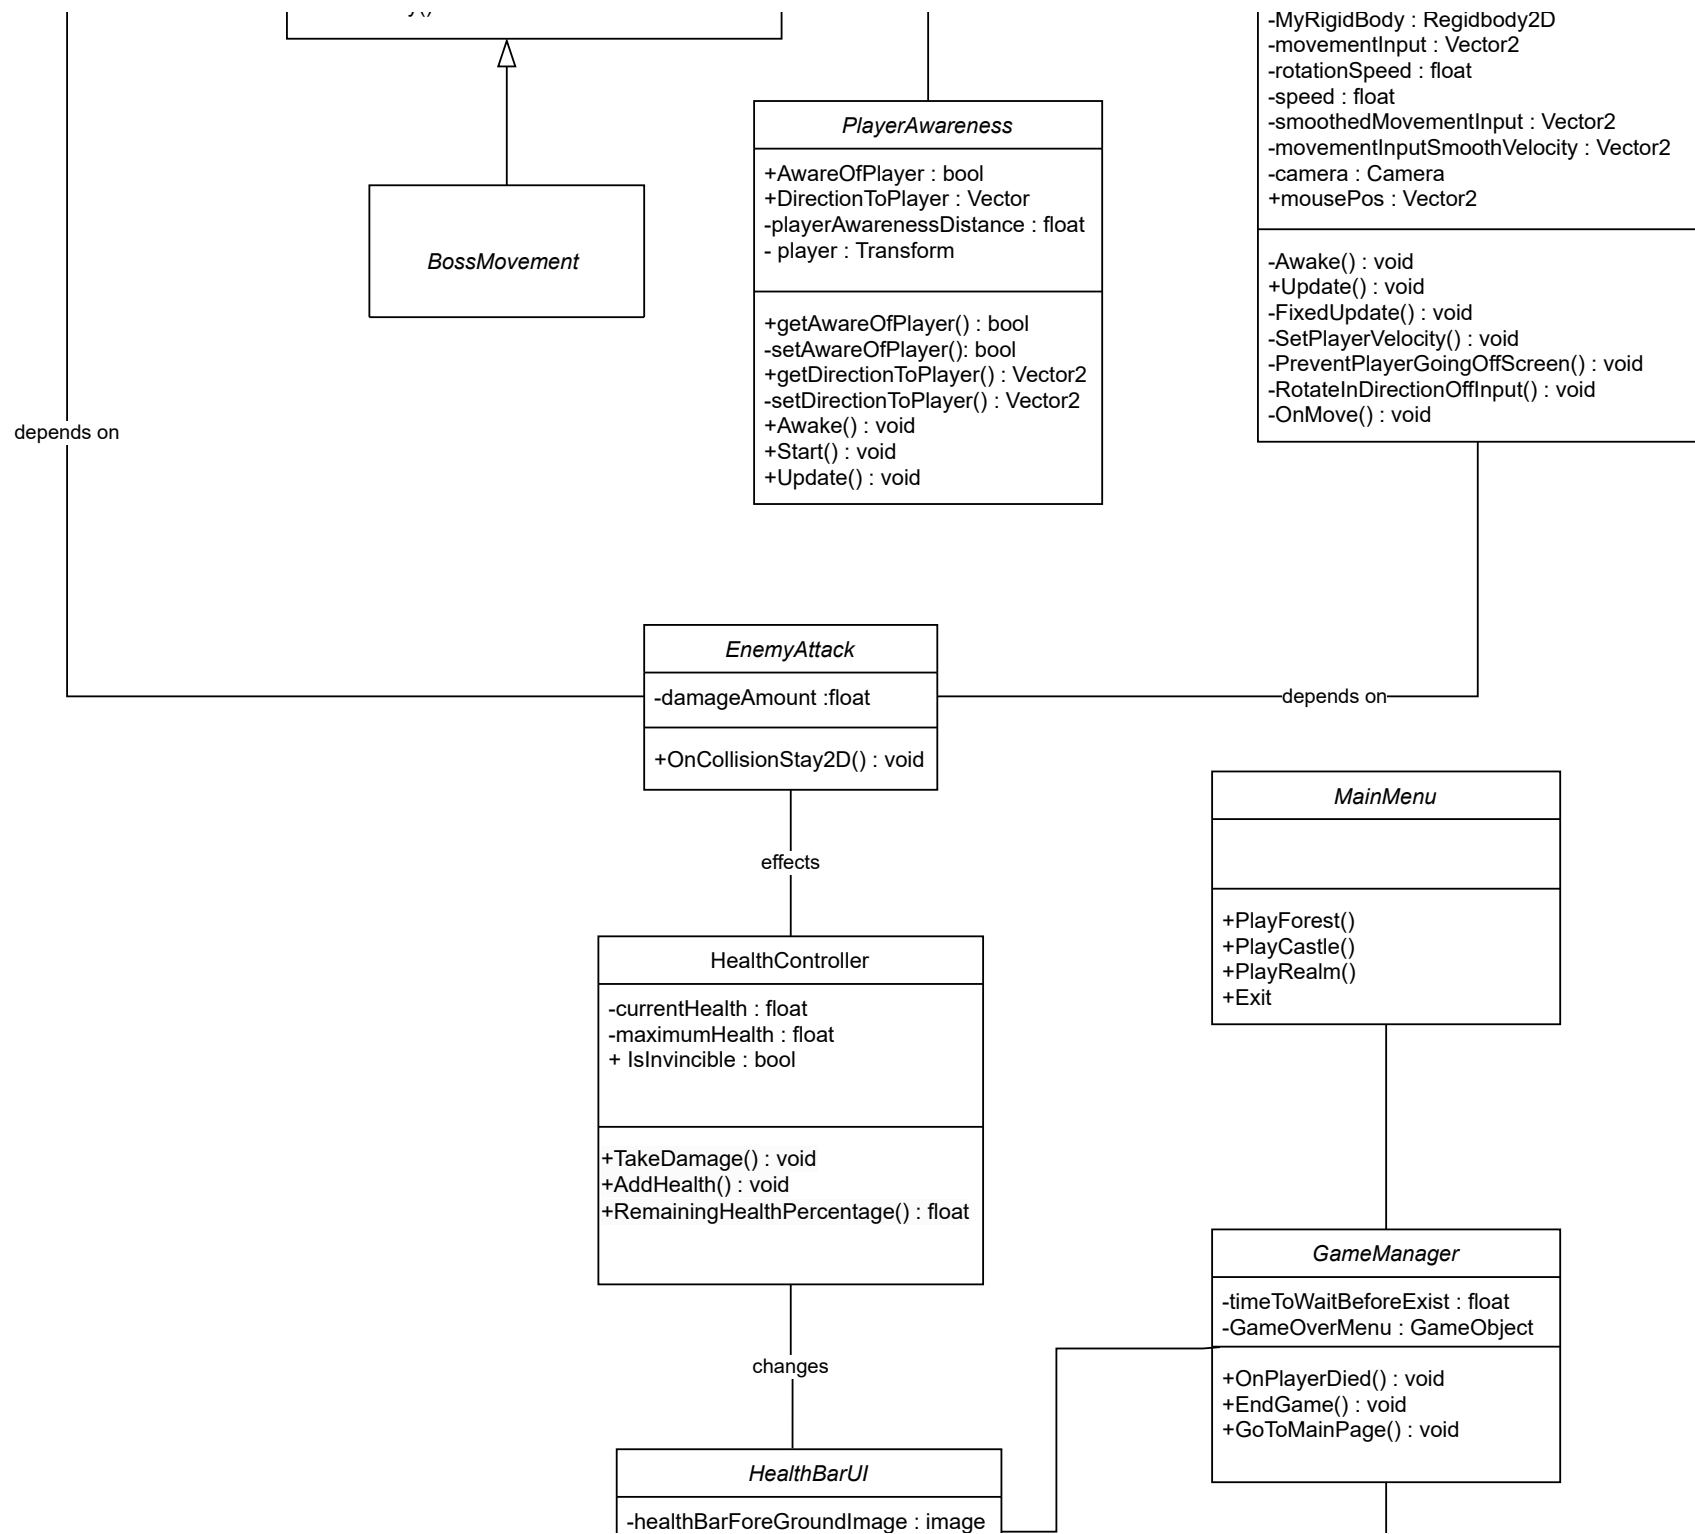 -MyRigidBody : Regidbody2D
-movementInput : Vector2
-rotationSpeed : float
-speed : float
-smoothedMovementInput : Vector2
-movementInputSmoothVelocity : Vector2
-camera : Camera
+mousePos : Vector2
-Awake() : void
+Update() : void
-FixedUpdate() : void
-SetPlayerVelocity() : void
-PreventPlayerGoingOffScreen() : void
-RotateInDirectionOffInput() : void
-OnMove() : void
PlayerAwareness
+AwareOfPlayer : bool
+DirectionToPlayer : Vector
-playerAwarenessDistance : float
- player : Transform
+getAwareOfPlayer() : bool
-setAwareOfPlayer(): bool
+getDirectionToPlayer() : Vector2
-setDirectionToPlayer() : Vector2
+Awake() : void
+Start() : void
+Update() : void
BossMovement
depends on
EnemyAttack
-damageAmount :float
+OnCollisionStay2D() : void
depends on
effects
MainMenu
+PlayForest()
+PlayCastle()
+PlayRealm()
+Exit
HealthController
-currentHealth : float
-maximumHealth : float
+ IsInvincible : bool
+TakeDamage() : void
+AddHealth() : void
+RemainingHealthPercentage() : float
changes
GameManager
-timeToWaitBeforeExist : float
-GameOverMenu : GameObject
+OnPlayerDied() : void
+EndGame() : void
+GoToMainPage() : void
HealthBarUI
-healthBarForeGroundImage : image